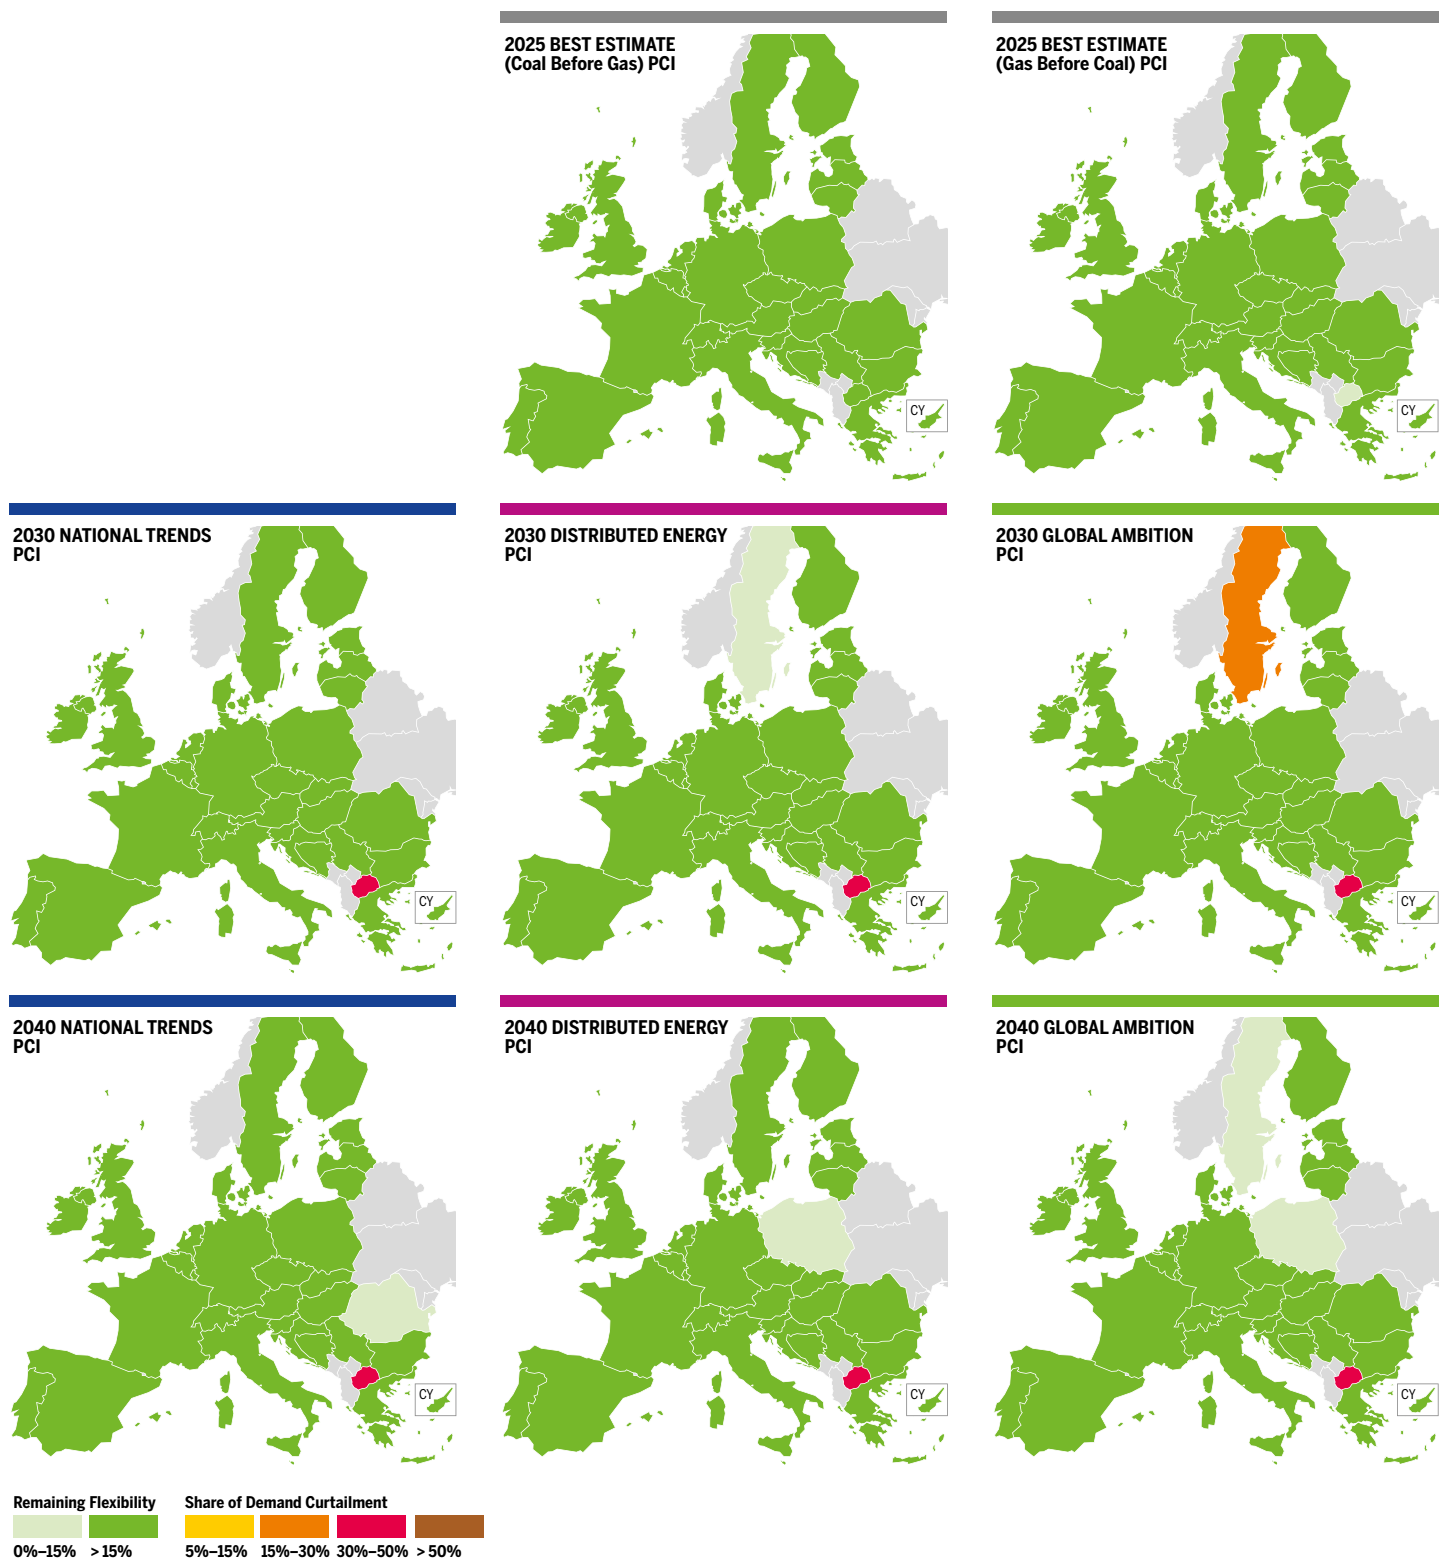 2025 BEST ESTIMATE
(Coal Before Gas) PCI
2025 BEST ESTIMATE
(Gas Before Coal) PCI
CY
CY
2030 NATIONAL TRENDS
PCI
2030 DISTRIBUTED ENERGY
PCI
2030 GLOBAL AMBITION
PCI
CY
CY
CY
2040 NATIONAL TRENDS
PCI
2040 DISTRIBUTED ENERGY
PCI
2040 GLOBAL AMBITION
PCI
CY
CY
CY
Remaining Flexibility
0%–15% > 15%
Share of Demand Curtailment
5%–15% 15%–30% 30%–50% > 50%